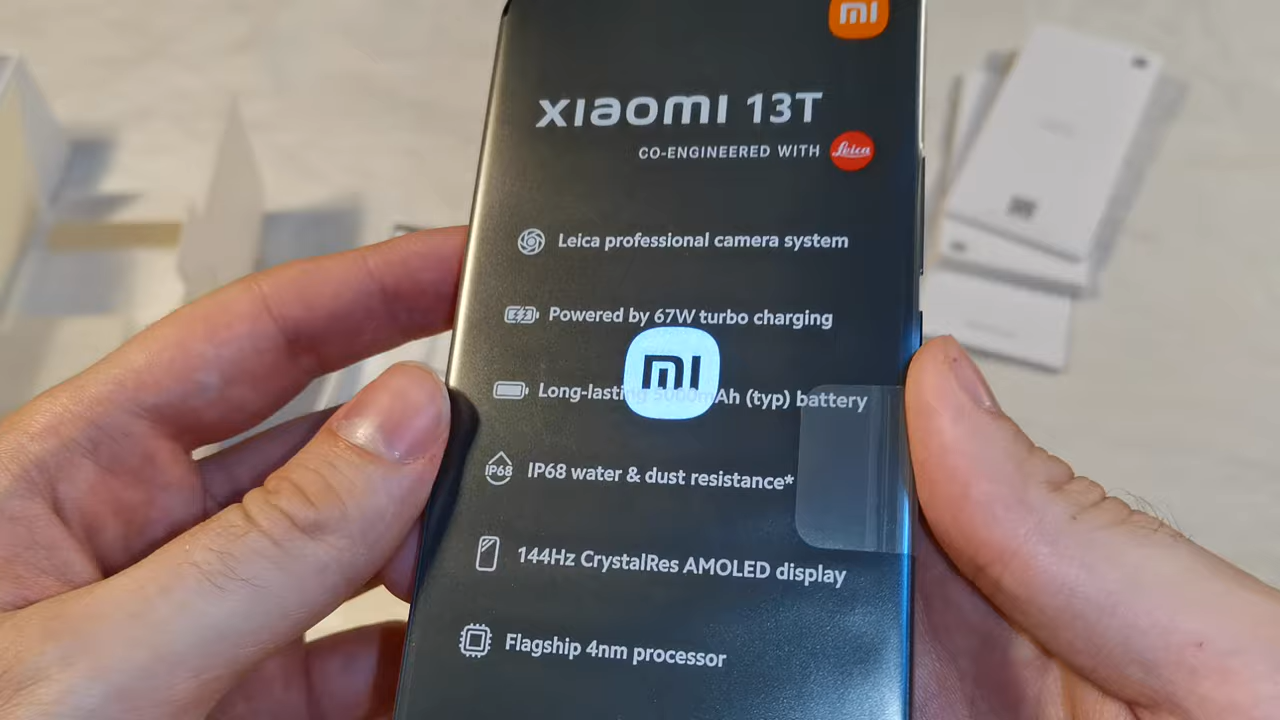 mi
xiaomi 13T
CO-ENGINEERED WITH Leica
Leica professional camera system
Powered by 67W turbo charging
mi
Long-lasting 5000mAh (typ) battery
IP68 IP68 water & dust resistance*
144Hz CrystalRes AMOLED display
Flagship 4nm processor